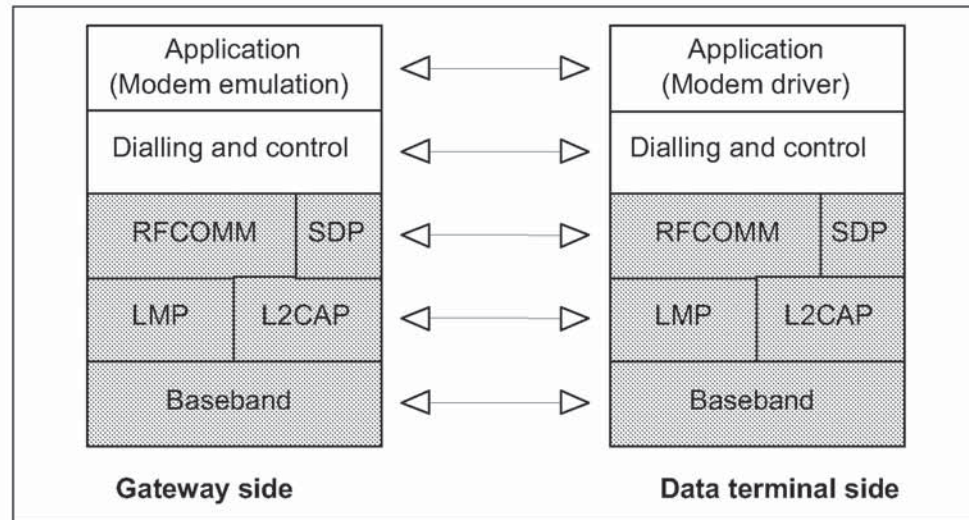 Application
(Modem emulation)
Dialling and control
RFCOMM
SDP
LMP
L2CAP
Baseband
Gateway side
Application
(Modem driver)
Dialling and control
RFCOMM
SDP
LMP
L2CAP
Baseband
Data terminal side